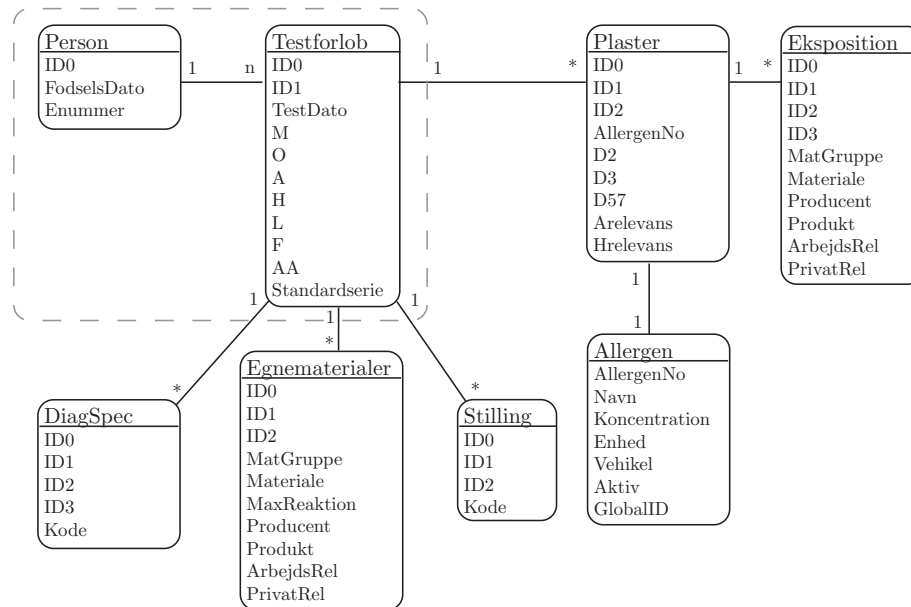 Person
ID0
FodselsDato
Enummer
1
n
Testforlob
ID0
ID1
TestDato
M
O
A
H
L
F
AA
Standardserie
1
*
Plaster
ID0
ID1
ID2
AllergenNo
D2
D3
D57
Arelevans
Hrelevans
1
*
Eksposition
ID0
ID1
ID2
ID3
MatGruppe
Materiale
Producent
Produkt
ArbejdsRel
PrivatRel
1
*
DiagSpec
ID0
ID1
ID2
ID3
Kode
1
*
Egnematerialer
ID0
ID1
ID2
MatGruppe
Materiale
MaxReaktion
Producent
Produkt
ArbejdsRel
PrivatRel
1
*
Stilling
ID0
ID1
ID2
Kode
1
1
Allergen
AllergenNo
Navn
Koncentration
Enhed
Vehikel
Aktiv
GlobalID